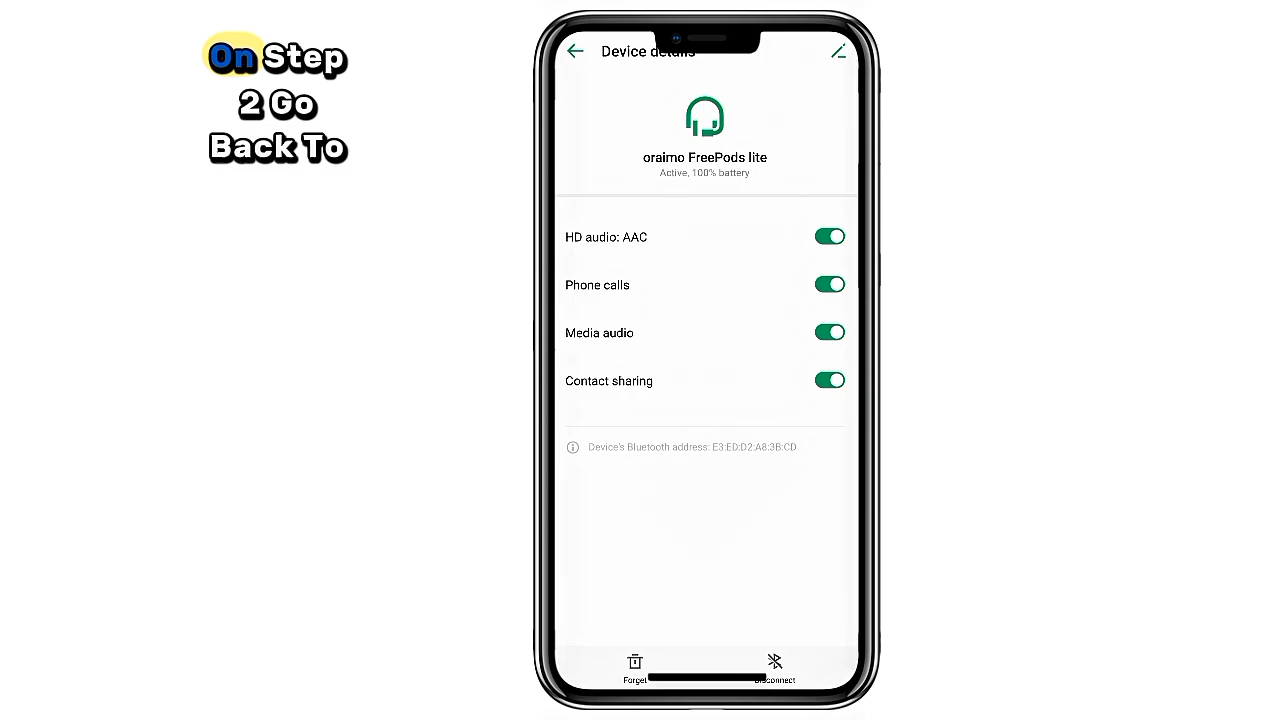 On Step
2 Go
Back To
Device details
oraimo FreePods lite
Active, 100% battery
HD audio: AAC
Phone calls
Media audio
Contact sharing
Device's Bluetooth address: E3:ED:D2:A8:3B:CD
Forget
Disconnect